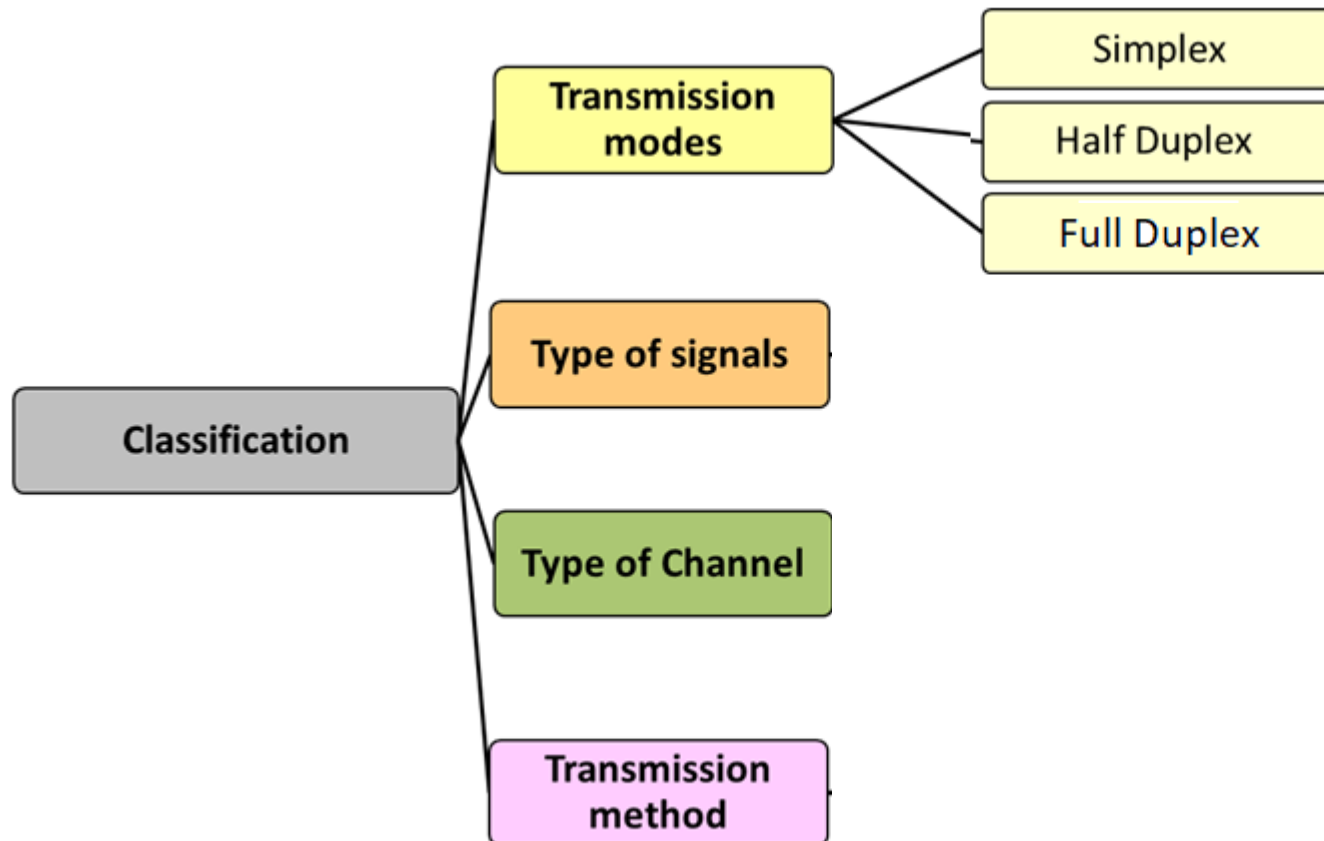 Simplex
Transmission
modes
Half Duplex
Full Duplex
Type of signals
Classification
Type of Channel
Transmission
method